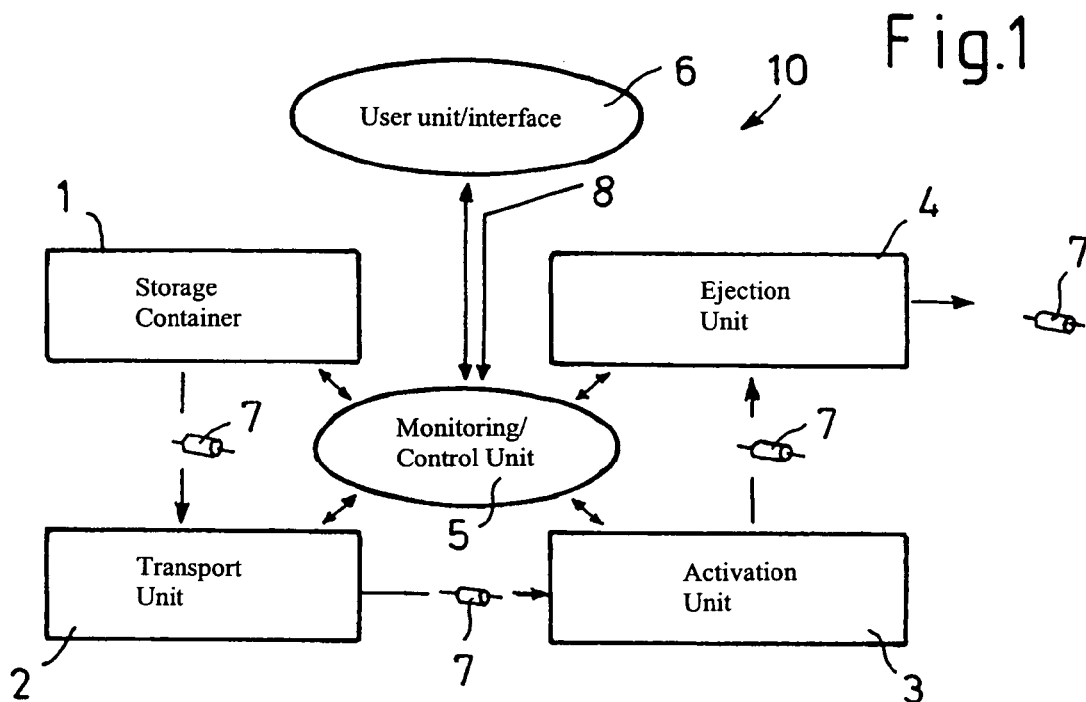 Fig.1
6
10
User unit/interface
8
1
4
7
Storage
Container
Ejection
Unit
7
Monitoring/
Control Unit
7
5
Transport
Unit
Activation
Unit
7
2
3